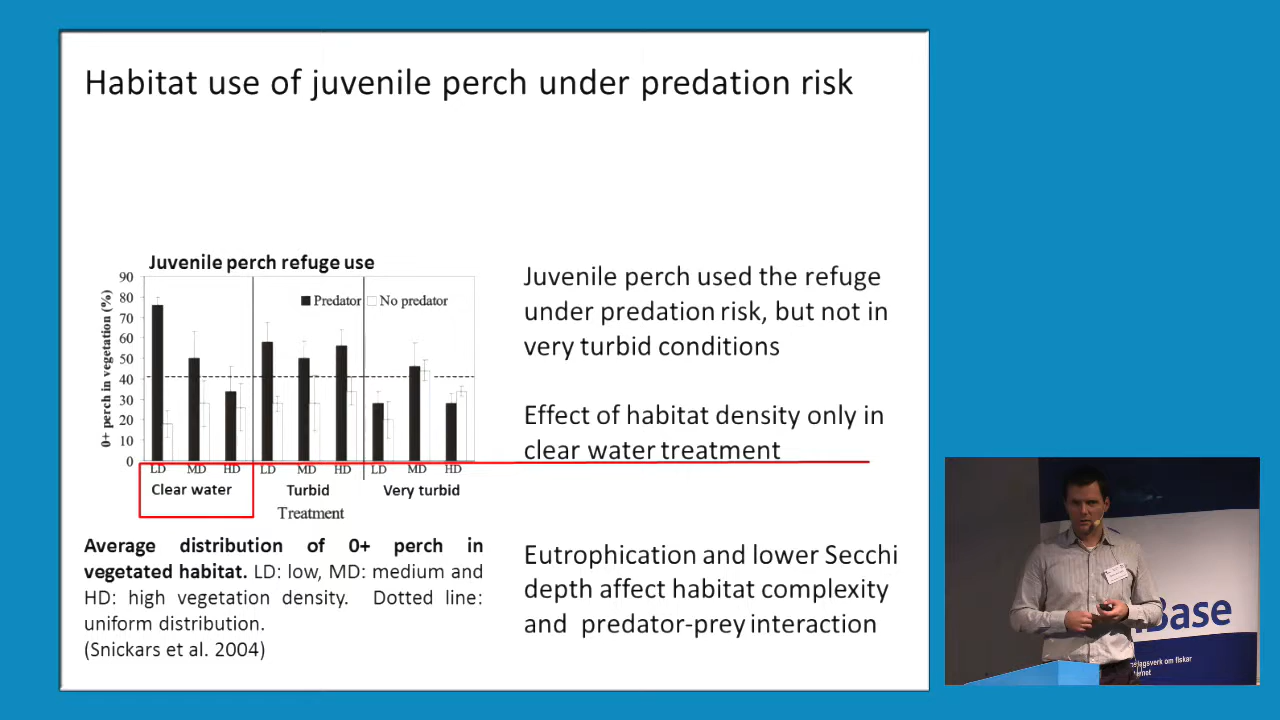 Habitat use of juvenile perch under predation risk
Juvenile perch refuge use
0+ perch in vegetation (%)
90
80
70
60
50
40
30
20
10
0
Predator No predator
LD MD HD LD MD HD LD MD HD
Clear water Turbid Very turbid
Treatment
Average distribution of 0+ perch in
vegetated habitat. LD: low, MD: medium and
HD: high vegetation density. Dotted line:
uniform distribution.
(Snickars et al. 2004)
Juvenile perch used the refuge
under predation risk, but not in
very turbid conditions
Effect of habitat density only in
clear water treatment
Eutrophication and lower Secchi
depth affect habitat complexity
and predator-prey interaction
Base
om fiskar